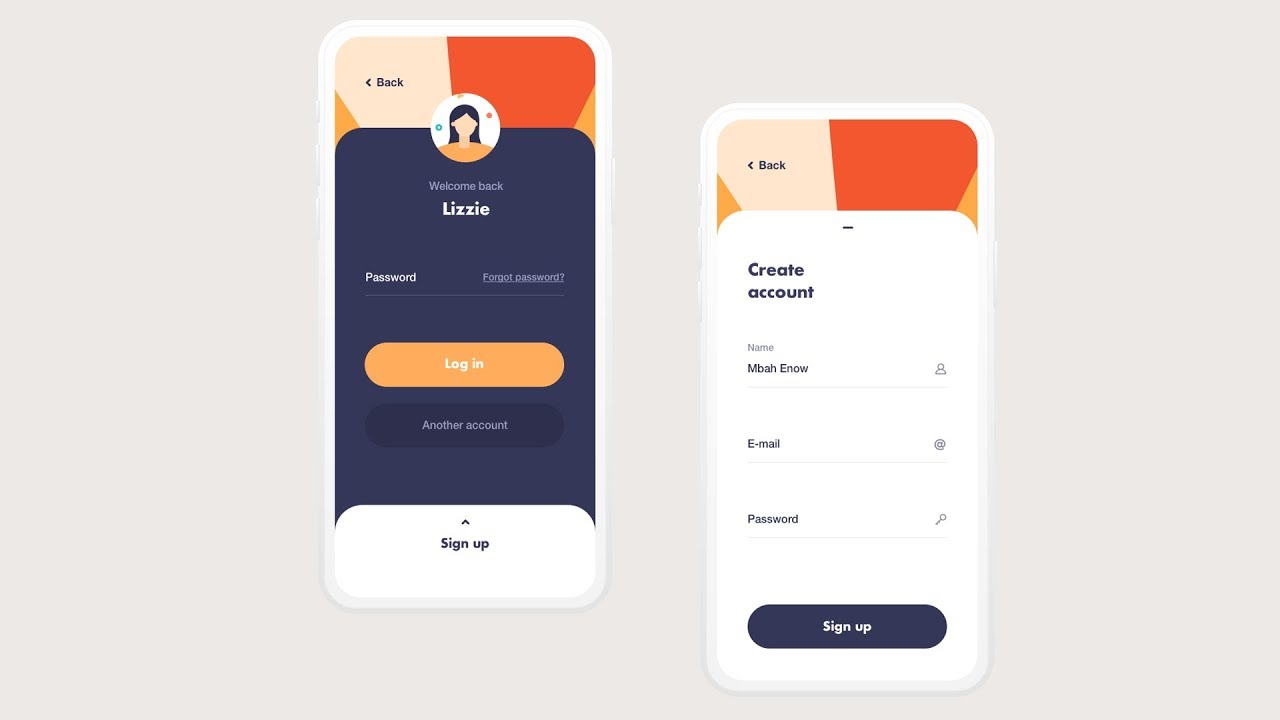 Back
Welcome back
Lizzie
Password
Forgot password?
Log in
Another account
Sign up
Back
Create
account
Name
Mbah Enow
E-mail
@
Password
Sign up